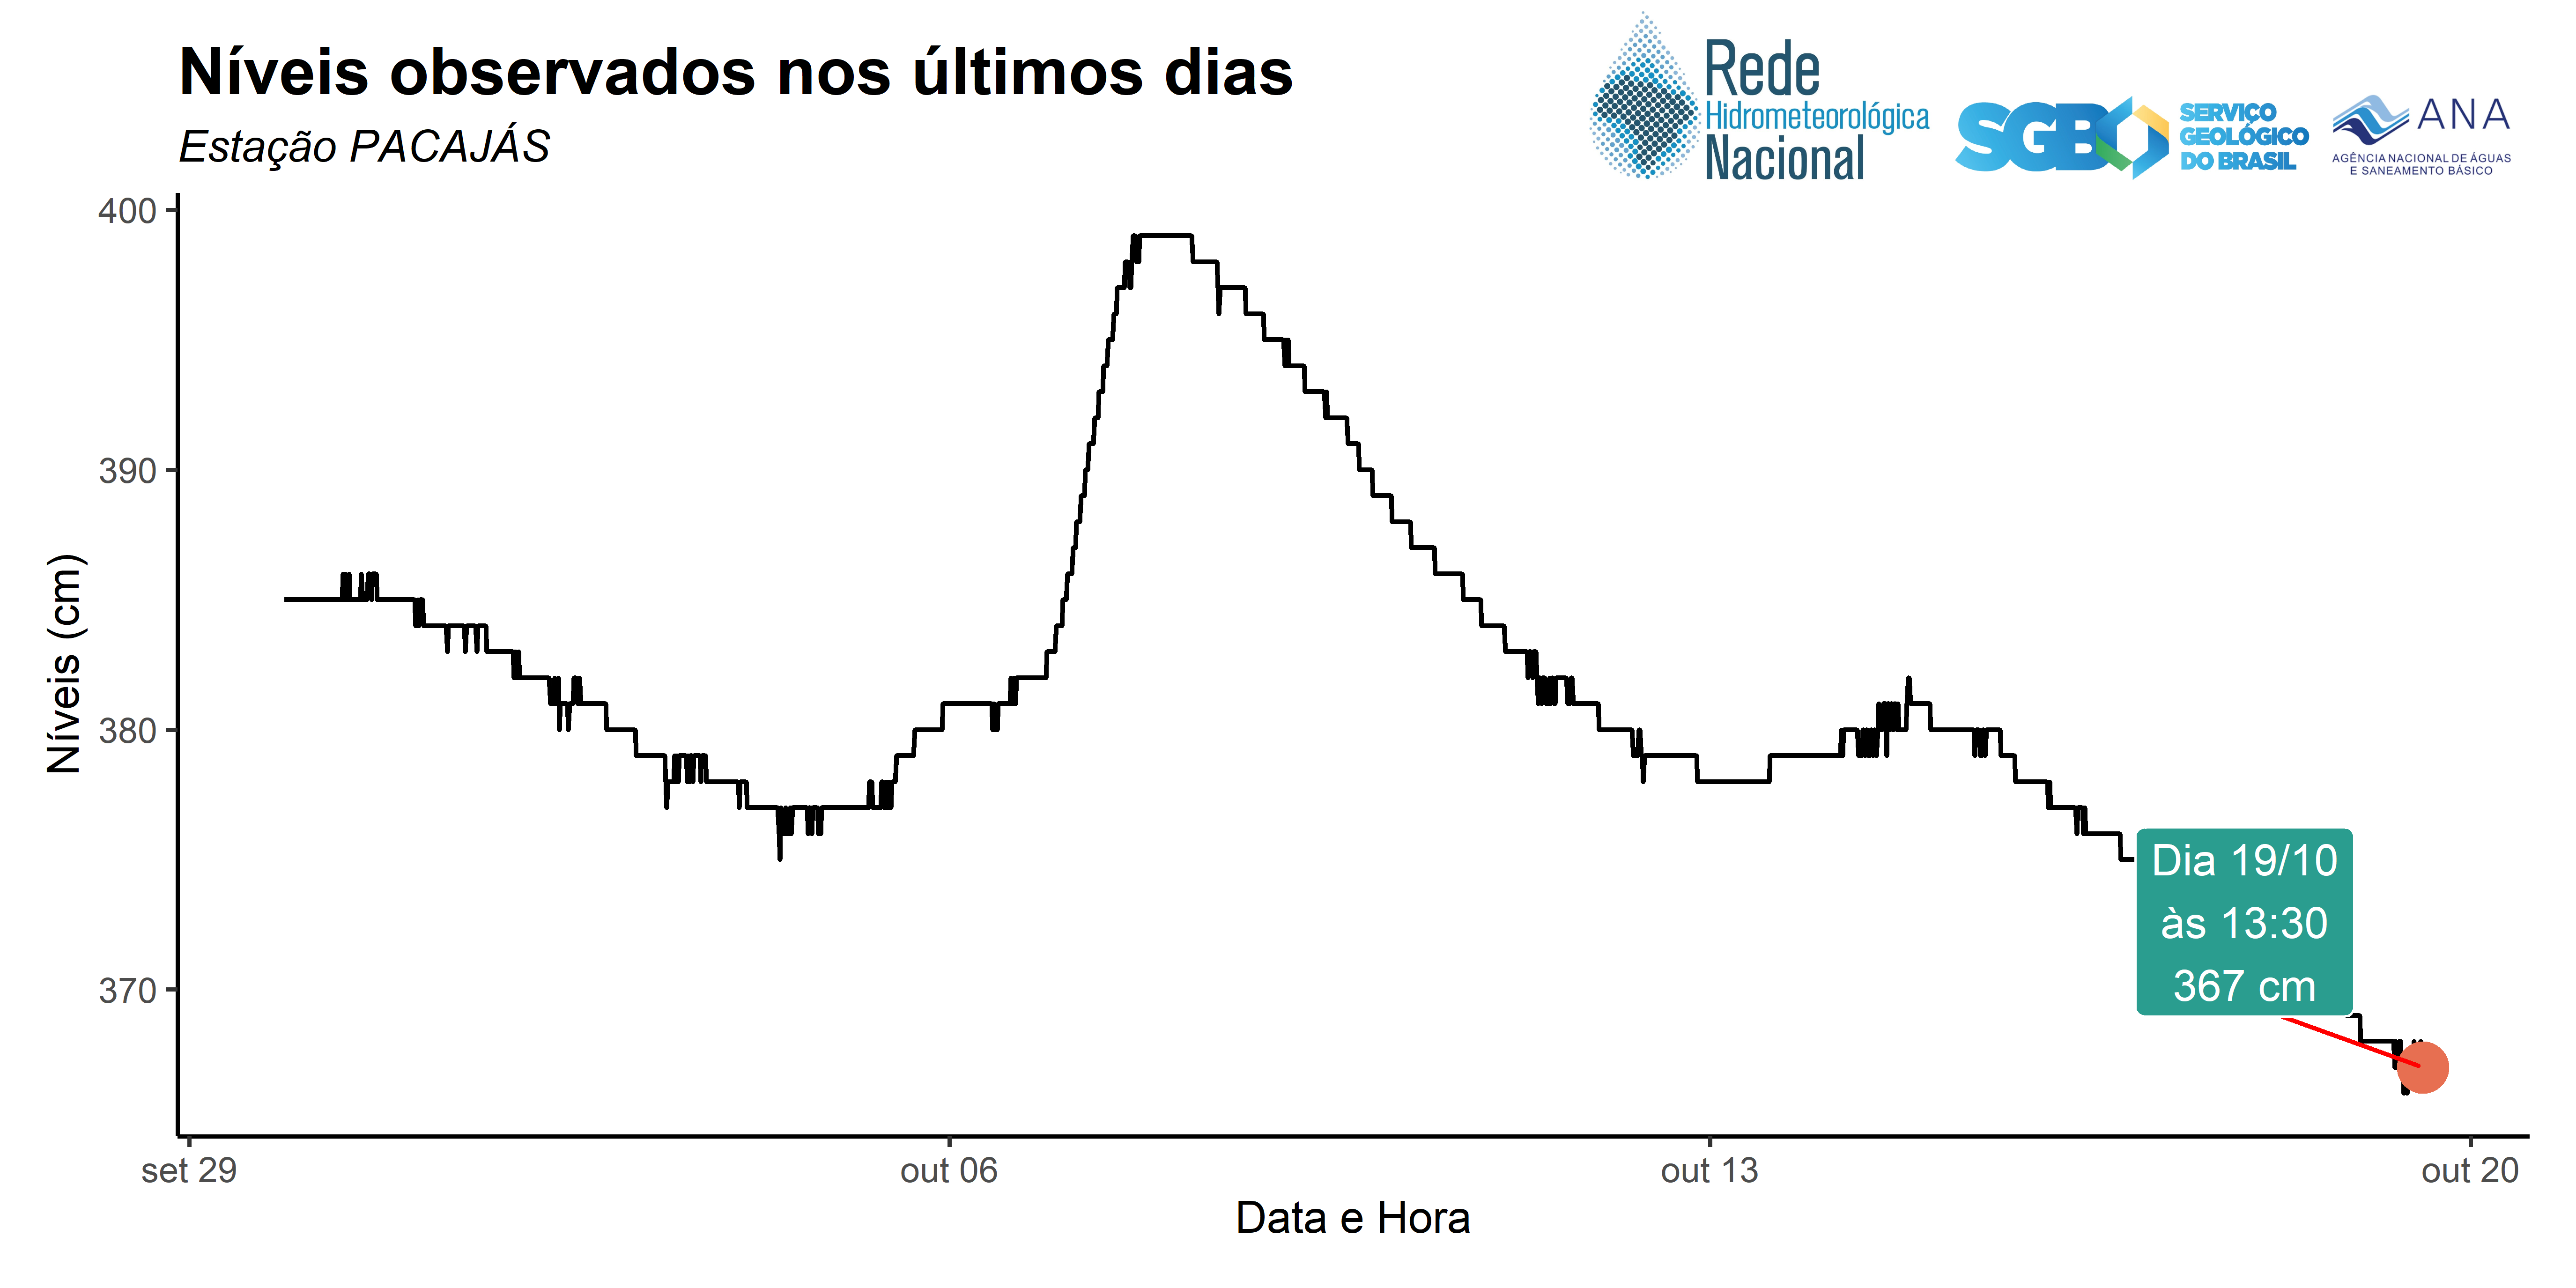 Níveis observados nos últimos dias
Estação PACAJÁS
Rede
Hidrometeorológica
Nacional
SGB
SERVIÇO
GEOLÓGICO
DO BRASIL
ANA
AGÊNCIA NACIONAL DE ÁGUAS
E SANEAMENTO BÁSICO
400
390
380
370
Níveis (cm)
Dia 19/10
às 13:30
367 cm
set 29
out 06
out 13
out 20
Data e Hora